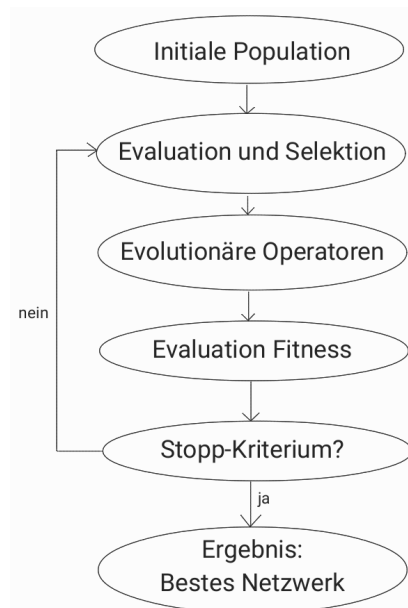 Initiale Population
Evaluation und Selektion
Evolutionäre Operatoren
nein
Evaluation Fitness
Stopp-Kriterium?
ja
Ergebnis:
Bestes Netzwerk